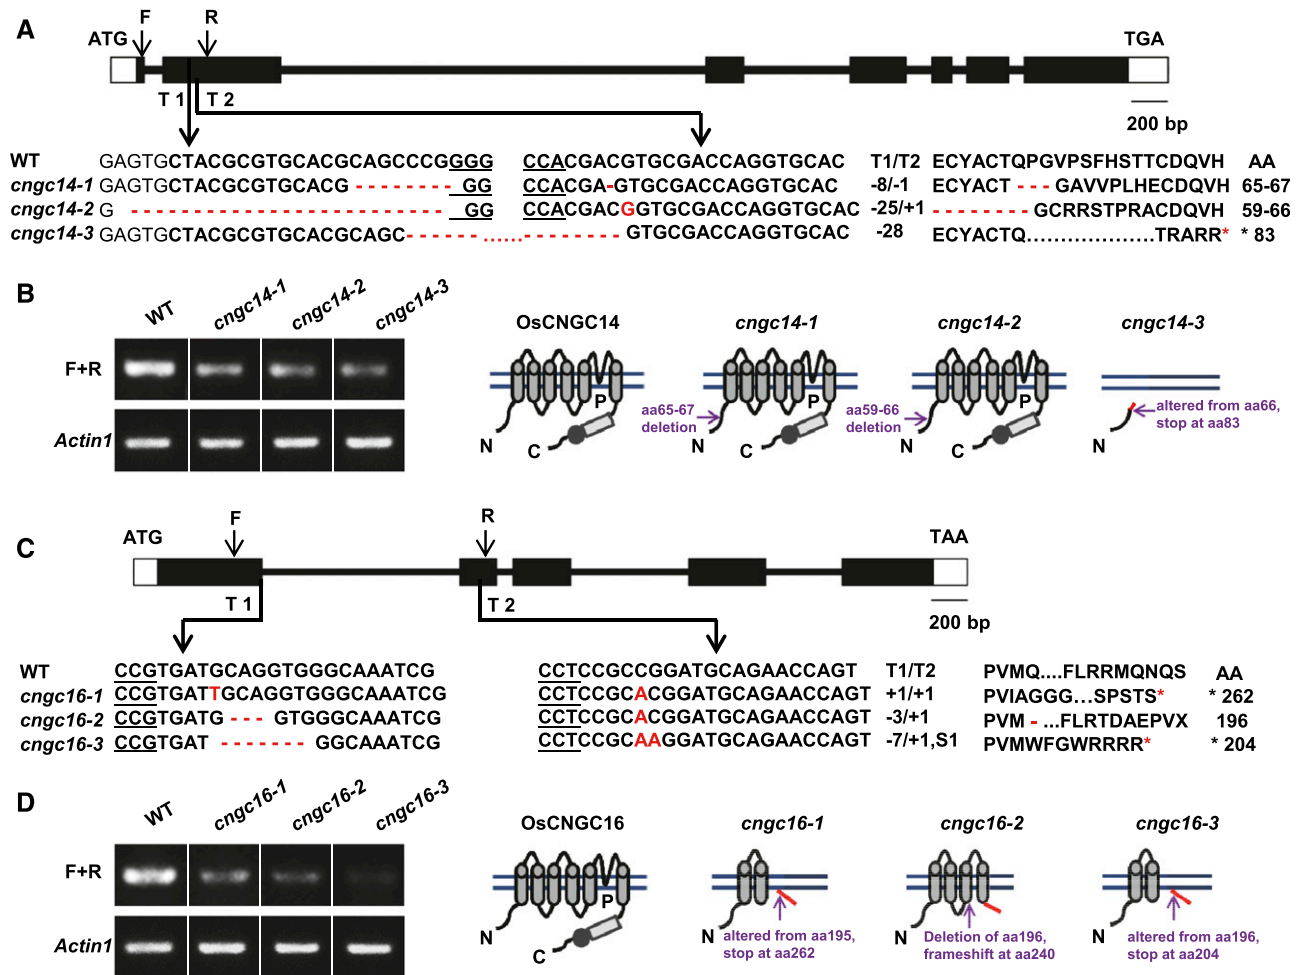 A
F
R
ATG
TGA
T 1
T 2
200 bp
WT GAGTGCTACGCGTGCACGCAGCCCGGGGG CCACGACGTGCGACCAGGTGCAC T1/T2 ECYACTQPGVPSFHSTTCDQVH AA
cngc14-1 GAGTGCTACGCGTGCACG - - - - - - - - GG CCACGA-GTGCGACCAGGTGCAC -8/-1 ECYACT - - - GAVVPLHECDQVH 65-67
cngc14-2 G - - - - - - - - - - - - - - - - - - - - - - - - - GG CCACGACGGTGCGACCAGGTGCAC -25/+1 - - - - - - - - GCRRSTPRACDQVH 59-66
cngc14-3 GAGTGCTACGCGTGCACGCAGC- - - - - - ...... - - - - - - - - GTGCGACCAGGTGCAC -28 ECYACTQ...................TRARR* * 83
B
WT
cngc14-1
cngc14-2
cngc14-3
F+R
Actin1
OsCNGC14
cngc14-1
cngc14-2
cngc14-3
P
N
C
aa65-67
deletion
P
N
C
aa59-66
deletion
P
N
C
altered from aa66,
stop at aa83
N
C
F
R
ATG
TAA
T 1
T 2
200 bp
WT CCGTGATGCAGGTGGGCAAATCG CCTCCGCCGGATGCAGAACCAGT T1/T2 PVMQ....FLRRMQNQS AA
cngc16-1 CCGTGATTGCAGGTGGGCAAATCG CCTCCGCACGGATGCAGAACCAGT +1/+1 PVIAGGG...SPSTS* * 262
cngc16-2 CCGTGATG - - - GTGGGCAAATCG CCTCCGCACGGATGCAGAACCAGT -3/+1 PVM - ...FLRTDAEPVX 196
cngc16-3 CCGTGAT - - - - - - - GGCAAATCG CCTCCGCAAGGATGCAGAACCAGT -7/+1,S1 PVMWFGWRRRR* * 204
D
WT
cngc16-1
cngc16-2
cngc16-3
F+R
Actin1
OsCNGC16
cngc16-1
cngc16-2
cngc16-3
P
N
C
N
altered from aa195,
stop at aa262
N
Deletion of aa196,
frameshift at aa240
N
altered from aa196,
stop at aa204